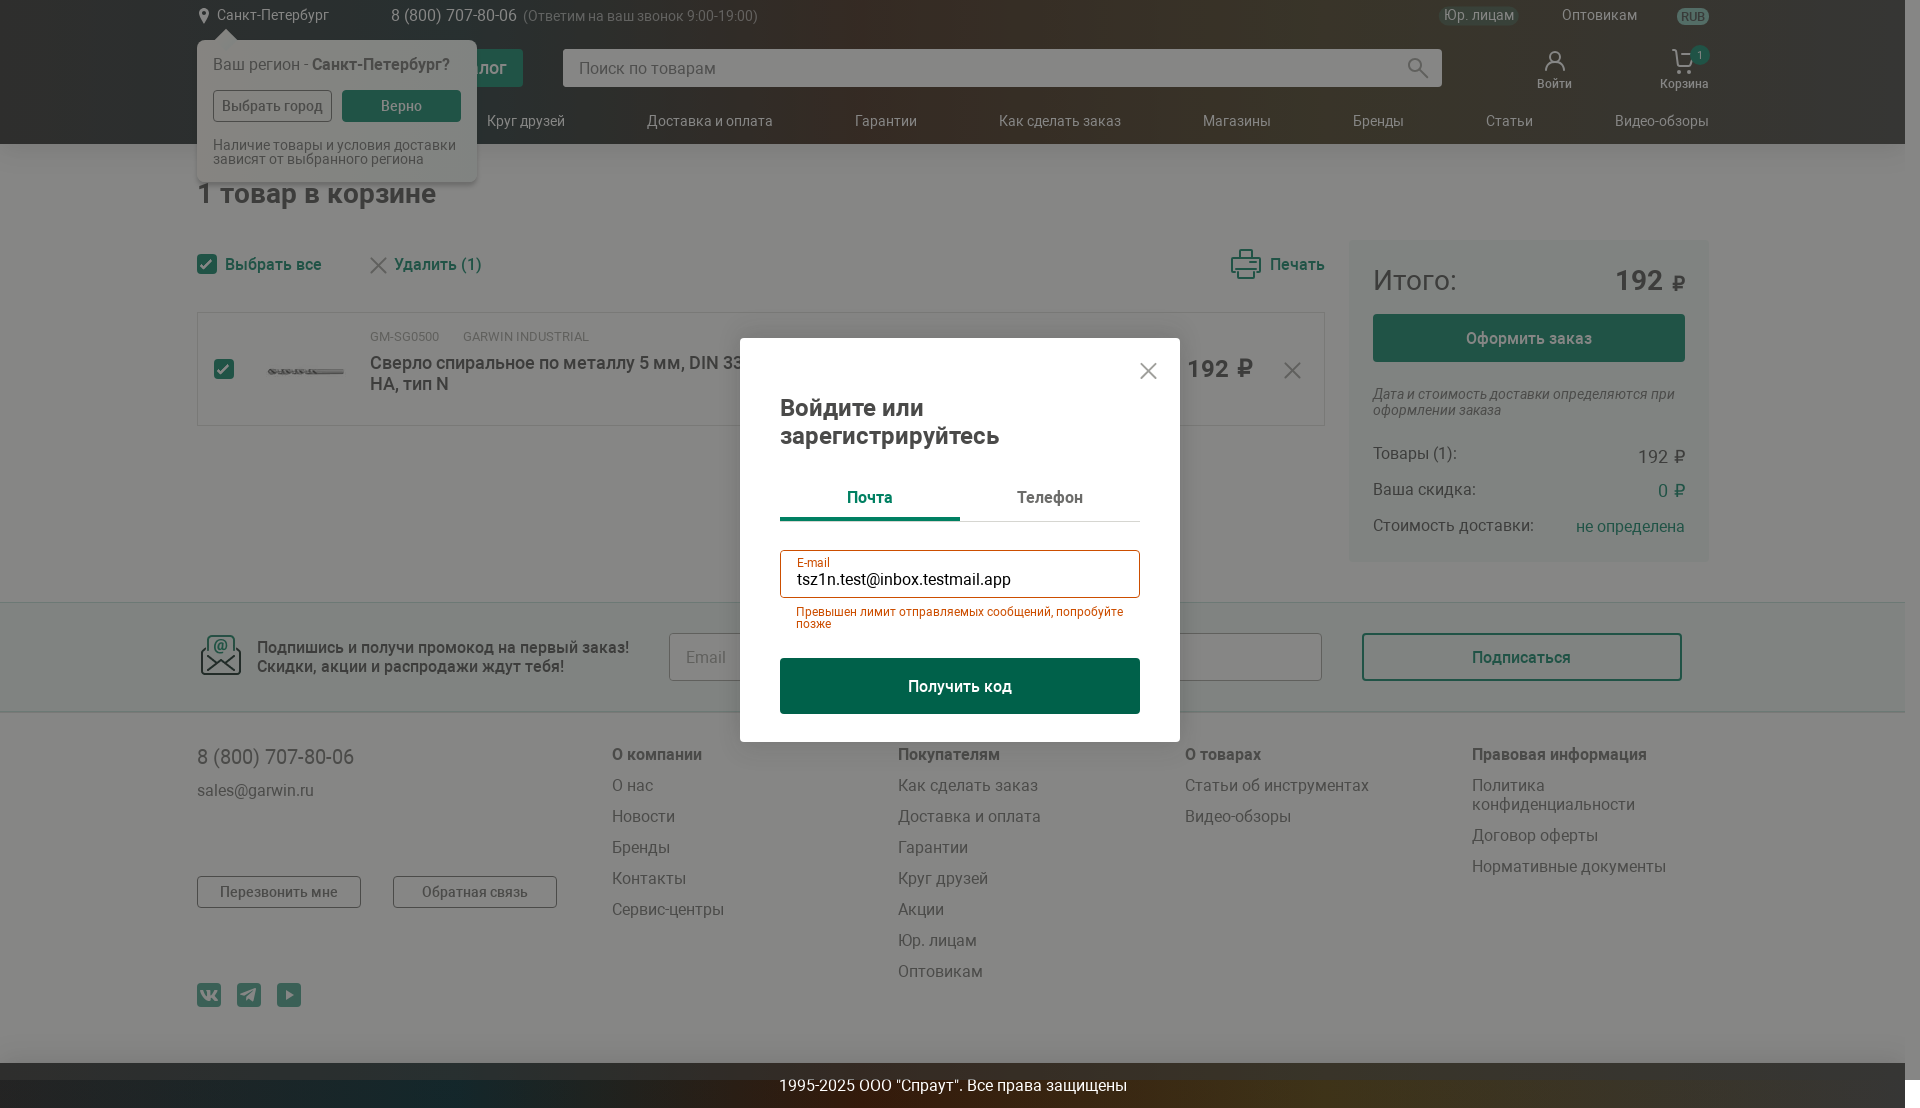 Санкт-Петербург
8 (800) 707-80-06 (Ответим на ваш звонок 9:00-19:00)
Юр. лицам
Оптовикам
RUB
Ваш регион - Санкт-Петербург?
Выбрать город
Верно
Наличие товары и условия доставки
зависят от выбранного региона
Поиск по товарам
Войти
1
Корзина
Круг друзей
Доставка и оплата
Гарантии
Как сделать заказ
Магазины
Бренды
Статьи
Видео-обзоры
1 товар в корзине
Выбрать все
Удалить (1)
Печать
GM-SG0500
GARWIN INDUSTRIAL
Сверло спиральное по металлу 5 мм, DIN
НА, тип N
192 ₽
Итого:
192 ₽
Оформить заказ
Дата и стоимость доставки определяются при
оформлении заказа
Товары (1):
192 ₽
Ваша скидка:
0 ₽
Стоимость доставки:
не определена
Войдите или
зарегистрируйтесь
Почта
Телефон
E-mail
tsz1n.test@inbox.testmail.app
Превышен лимит отправляемых сообщений, попробуйте
позже
Получить код
Подпишись и получи промокод на первый заказ!
Скидки, акции и распродажи ждут тебя!
Email
Подписаться
8 (800) 707-80-06
sales@garwin.ru
Перезвонить мне
Обратная связь
О компании
О нас
Новости
Бренды
Контакты
Сервис-центры
Покупателям
Как сделать заказ
Доставка и оплата
Гарантии
Круг друзей
Акции
Юр. лицам
Оптовикам
О товарах
Статьи об инструментах
Видео-обзоры
Правовая информация
Политика
конфиденциальности
Договор оферты
Нормативные документы
1995-2025 ООО "Спраут". Все права защищены